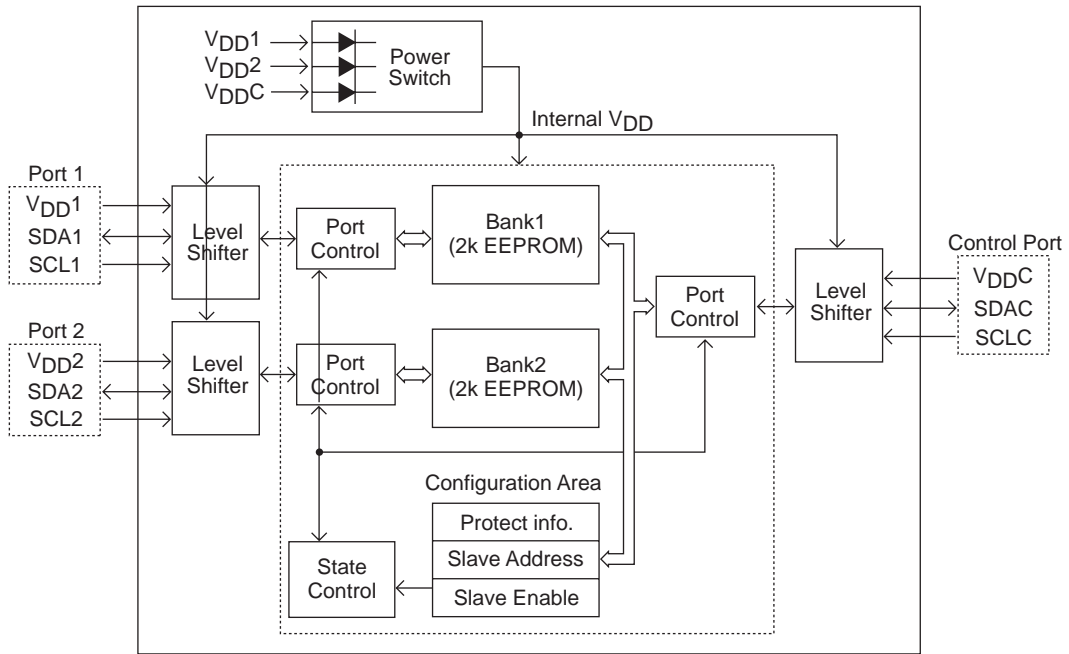 VDD1
VDD2
VDDC
Power
Switch
Internal VDD
Port 1
VDD1
SDA1
SCL1
Level
Shifter
Port
Control
Bank1
(2k EEPROM)
Port
Control
Level
Shifter
Control Port
VDDC
SDAC
SCLC
Port 2
VDD2
SDA2
SCL2
Level
Shifter
Port
Control
Bank2
(2k EEPROM)
Configuration Area
Protect info.
Slave Address
Slave Enable
State
Control